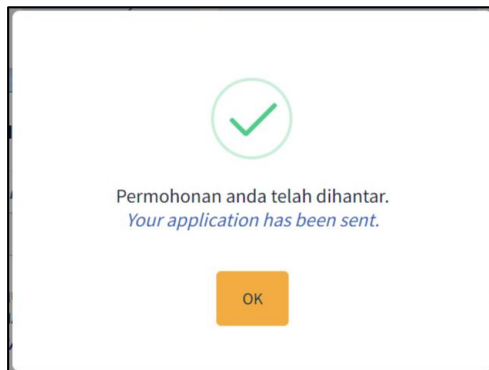 Permohonan anda telah dihantar.
Your application has been sent.
OK